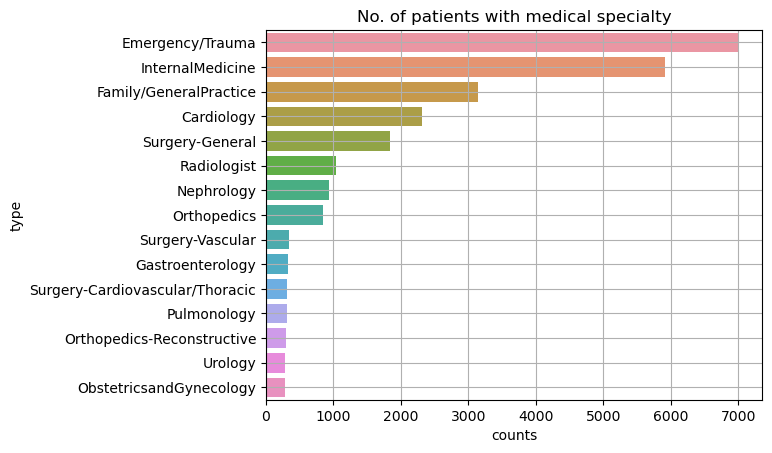 No. of patients with medical specialty
Emergency/Trauma
InternalMedicine
Family/GeneralPractice
Cardiology
Surgery-General
Radiologist
Nephrology
Orthopedics
Surgery-Vascular
Gastroenterology
Surgery-Cardiovascular/Thoracic
Pulmonology
Orthopedics-Reconstructive
Urology
ObstetricsandGynecology
type
0 1000 2000 3000 4000 5000 6000 7000
counts